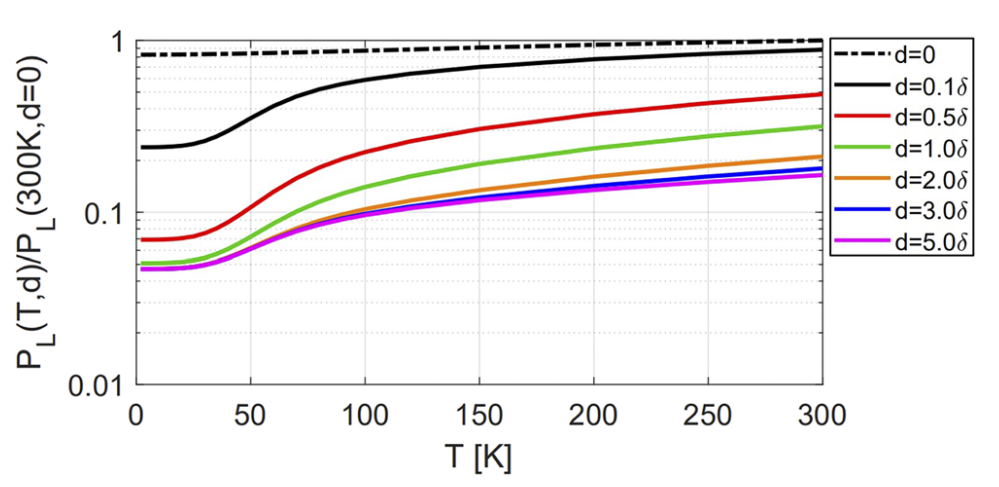 P_L(T,d)/P_L(300K,d=0)
1
0.1
0.01
0 50 100 150 200 250 300
T [K]
d=0
d=0.1δ
d=0.5δ
d=1.0δ
d=2.0δ
d=3.0δ
d=5.0δ